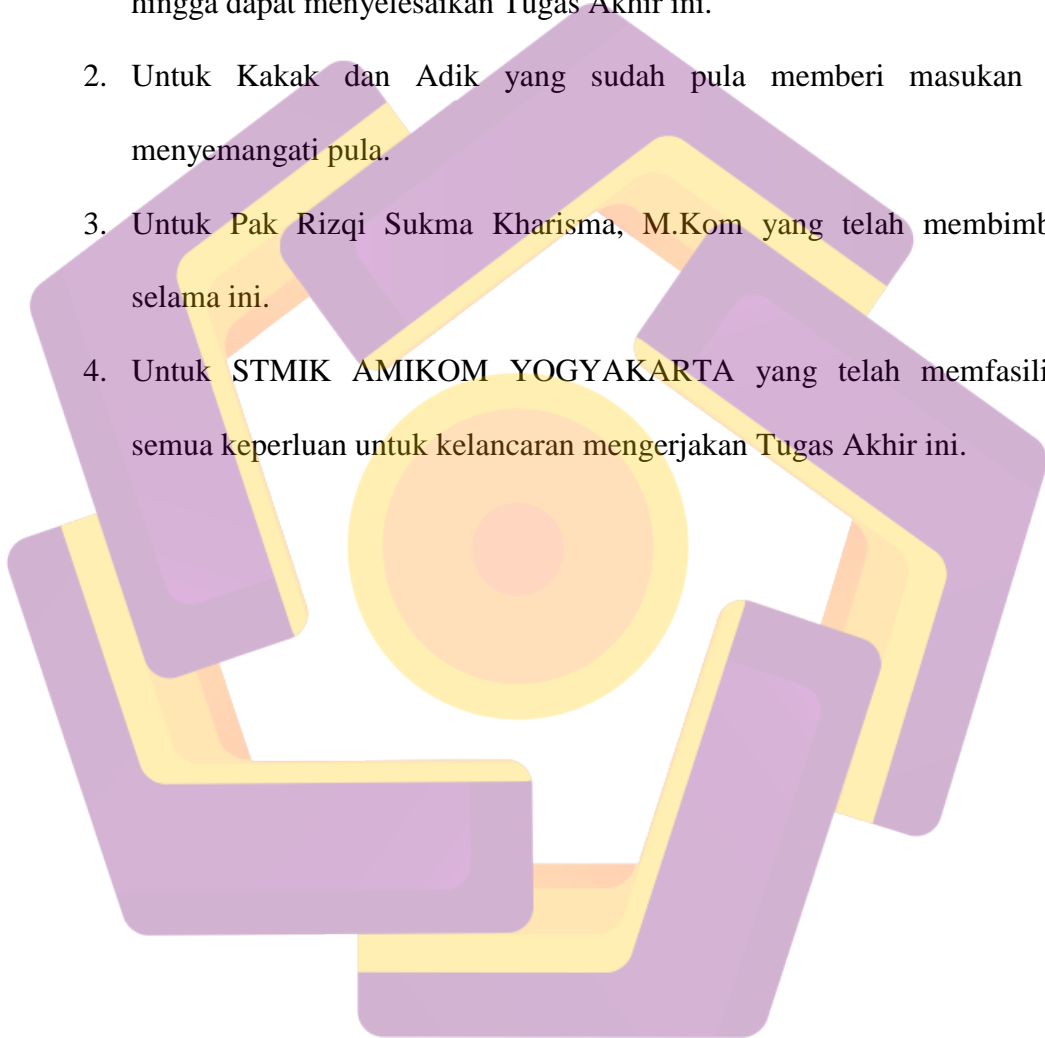 hingga dapat menyelesaikan Tugas Akhir ini.
2. Untuk Kakak dan Adik yang sudah pula memberi masukan
menyemangati pula.
3. Untuk Pak Rizqi Sukma Kharisma, M.Kom yang telah membimb
selama ini.
4. Untuk STMIK AMIKOM YOGYAKARTA yang telah memfasili
semua keperluan untuk kelancaran mengerjakan Tugas Akhir ini.